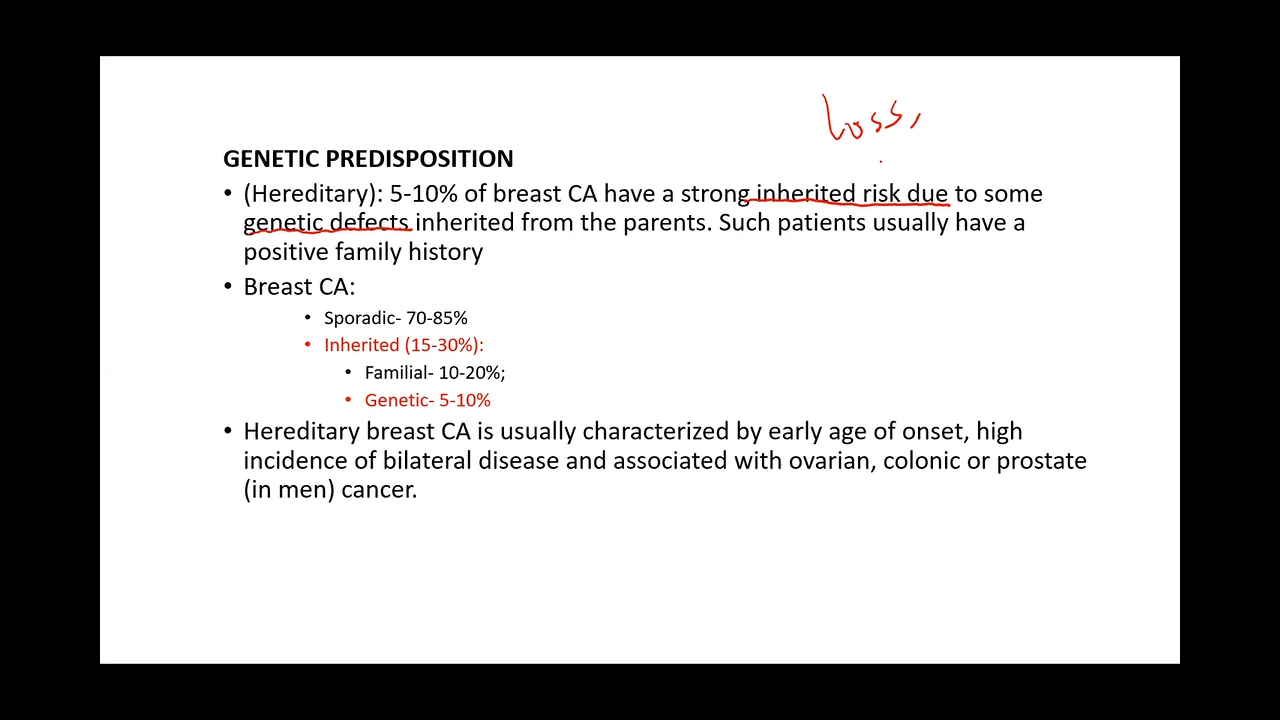 Loss,
GENETIC PREDISPOSITION
• (Hereditary): 5-10% of breast CA have a strong inherited risk due to some
genetic defects inherited from the parents. Such patients usually have a
positive family history
• Breast CA:
• Sporadic- 70-85%
• Inherited (15-30%):
• Familial- 10-20%;
• Genetic- 5-10%
• Hereditary breast CA is usually characterized by early age of onset, high
incidence of bilateral disease and associated with ovarian, colonic or prostate
(in men) cancer.